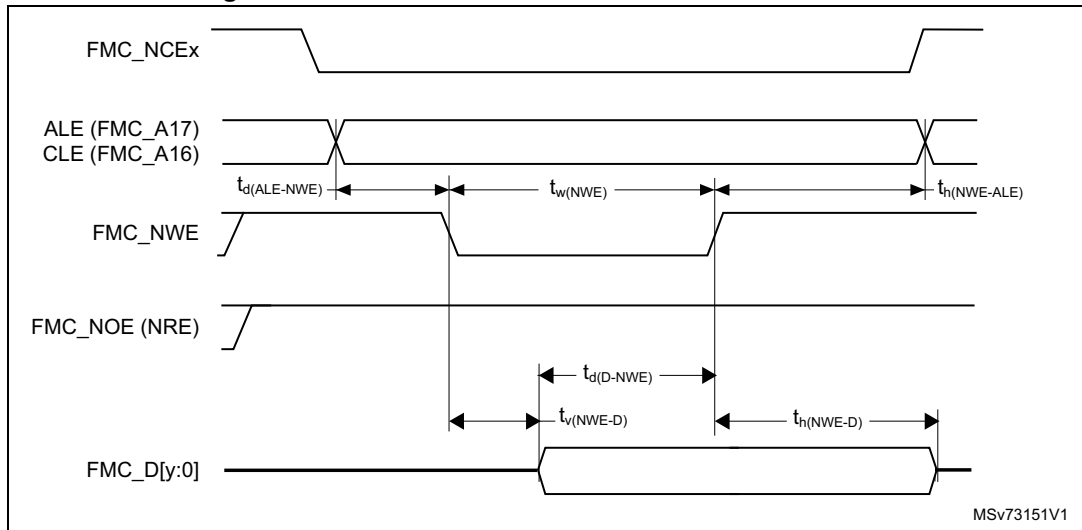 FMC_NCEx
ALE (FMC_A17)
CLE (FMC_A16)
td(ALE-NWE)
tw(NWE)
th(NWE-ALE)
FMC_NWE
FMC_NOE (NRE)
td(D-NWE)
tv(NWE-D)
th(NWE-D)
FMC_D[y:0]
MSv73151V1